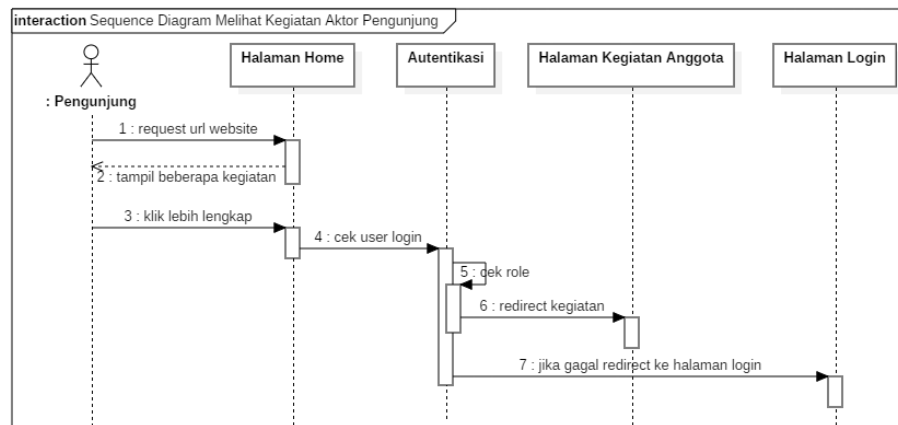 interaction Sequence Diagram Melihat Kegiatan Aktor Pengunjung
Halaman Home
Autentikasi
Halaman Kegiatan Anggota
Halaman Login
: Pengunjung
1 : request url website
2 : tampil beberapa kegiatan
3 : klik lebih lengkap
4 : cek user login
5 : cek role
6 : redirect kegiatan
7 : jika gagal redirect ke halaman login